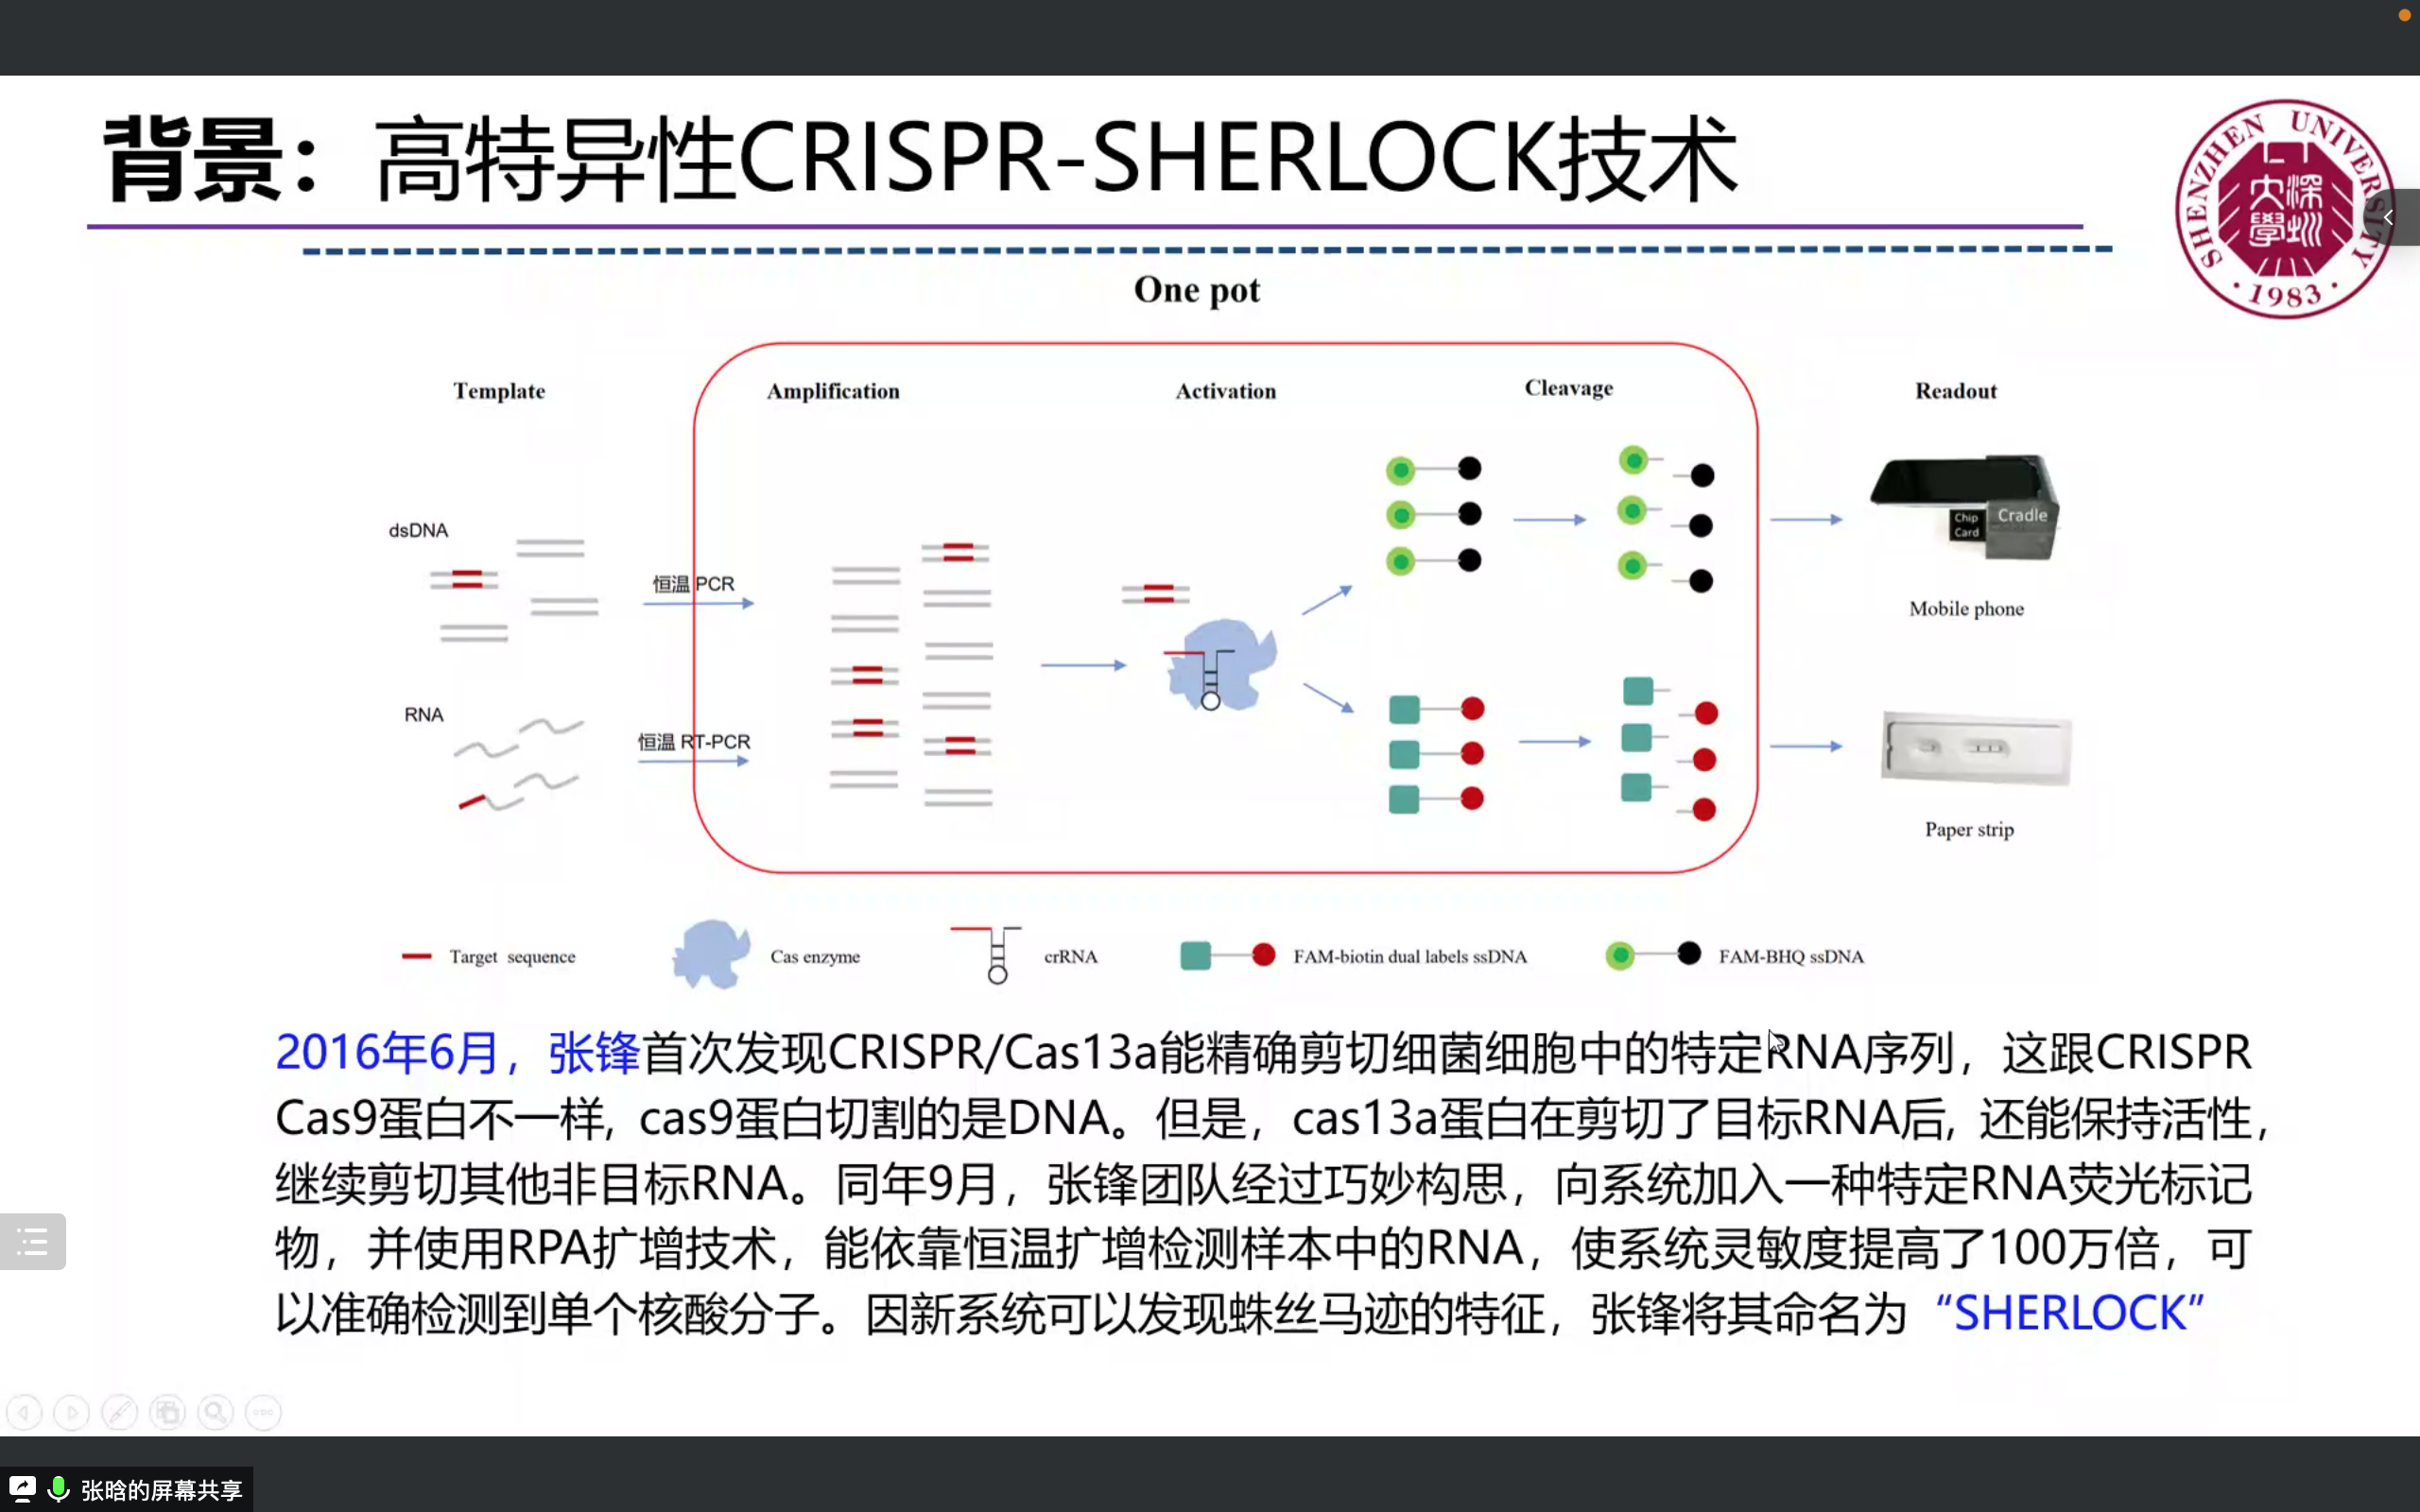 背景：高特异性CRISPR-SHERLOCK技术
SHENZHEN UNIVERSITY
深圳大學
·1983·
One pot
Template
Amplification
Activation
Cleavage
Readout
dsDNA
恒温 PCR
RNA
恒温 RT-PCR
Chip Card
Cradle
Mobile phone
Paper strip
Target sequence
Cas enzyme
crRNA
FAM-biotin dual labels ssDNA
FAM-BHQ ssDNA
2016年6月，张锋首次发现CRISPR/Cas13a能精确剪切细菌细胞中的特定RNA序列，这跟CRISPR
Cas9蛋白不一样, cas9蛋白切割的是DNA。但是，cas13a蛋白在剪切了目标RNA后, 还能保持活性，
继续剪切其他非目标RNA。同年9月，张锋团队经过巧妙构思，向系统加入一种特定RNA荧光标记
物，并使用RPA扩增技术，能依靠恒温扩增检测样本中的RNA，使系统灵敏度提高了100万倍，可
以准确检测到单个核酸分子。因新系统可以发现蛛丝马迹的特征，张锋将其命名为“SHERLOCK”
张晗的屏幕共享